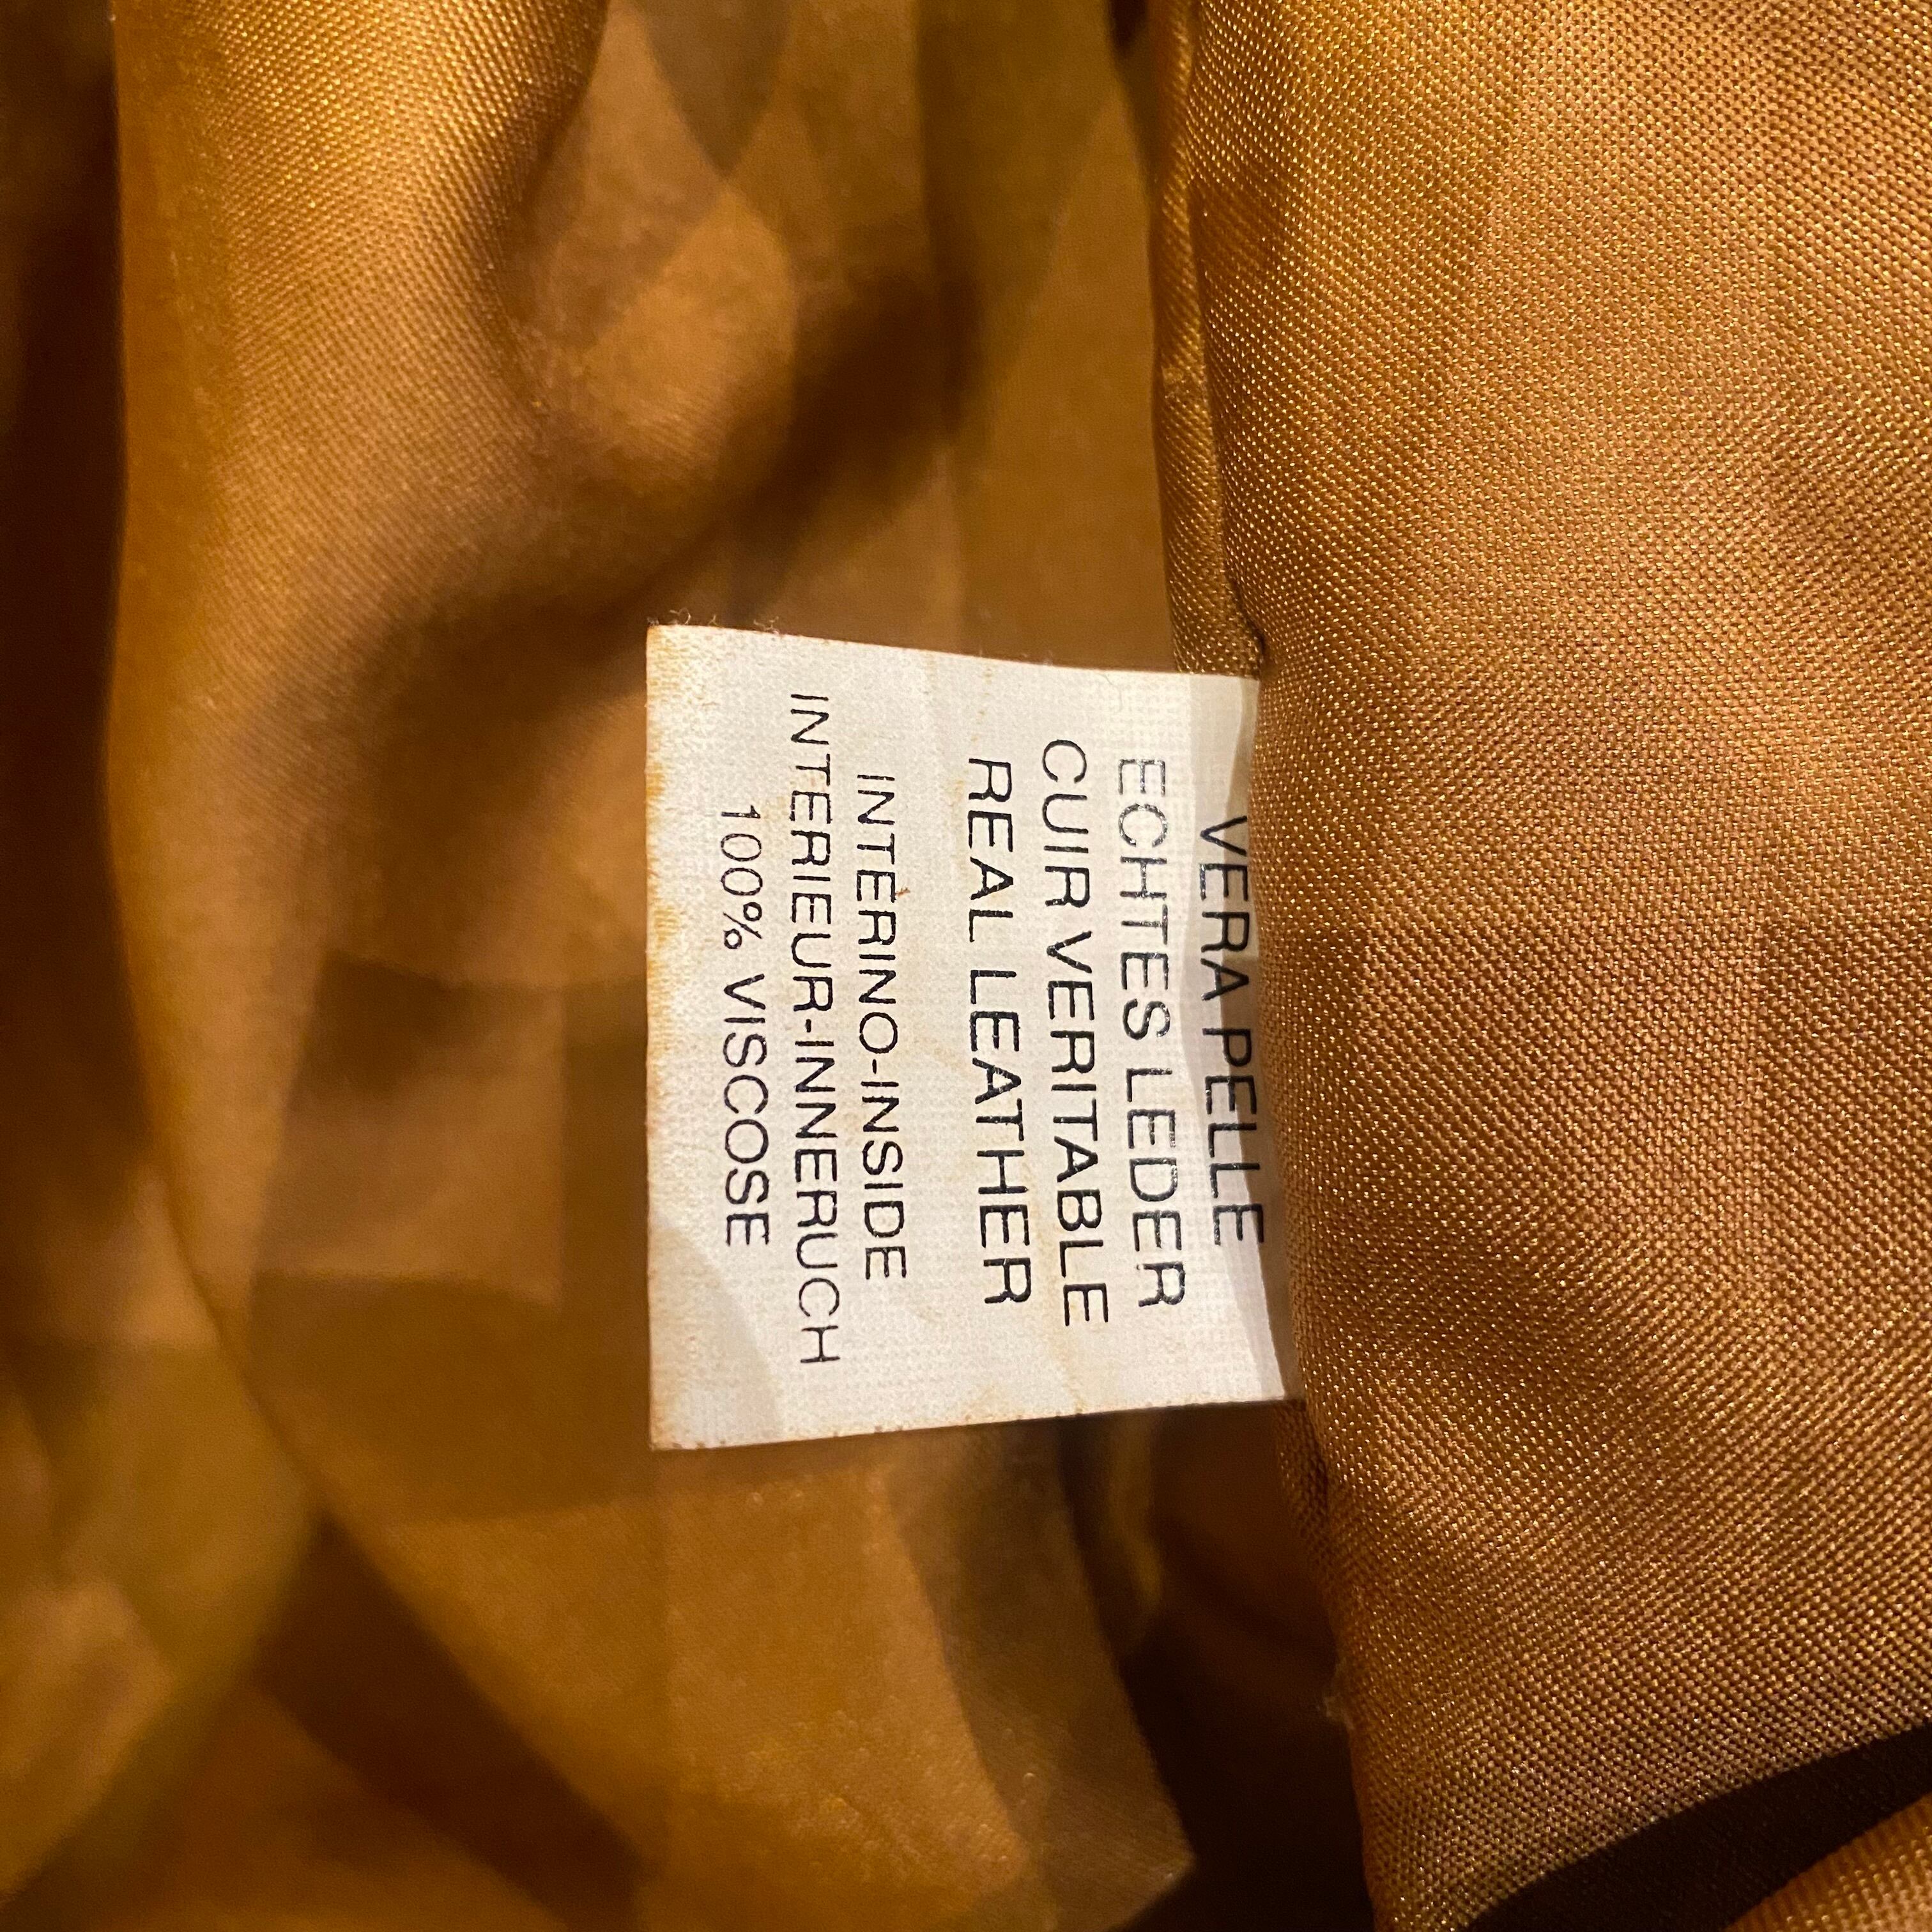 VERA PELLE
ECHTES LEDER
CUIR VERITABLE
REAL LEATHER
INTERINO-INSIDE
INTERIEUR-INNERUCH
100% VISCOSE